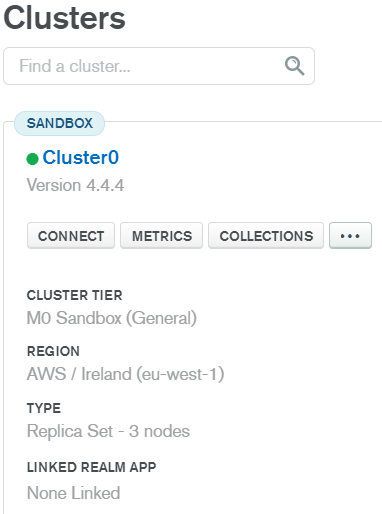 Clusters
Find a cluster...
SANDBOX
Cluster0
Version 4.4.4
CONNECT METRICS COLLECTIONS ...
CLUSTER TIER
M0 Sandbox (General)
REGION
AWS / Ireland (eu-west-1)
TYPE
Replica Set - 3 nodes
LINKED REALM APP
None Linked